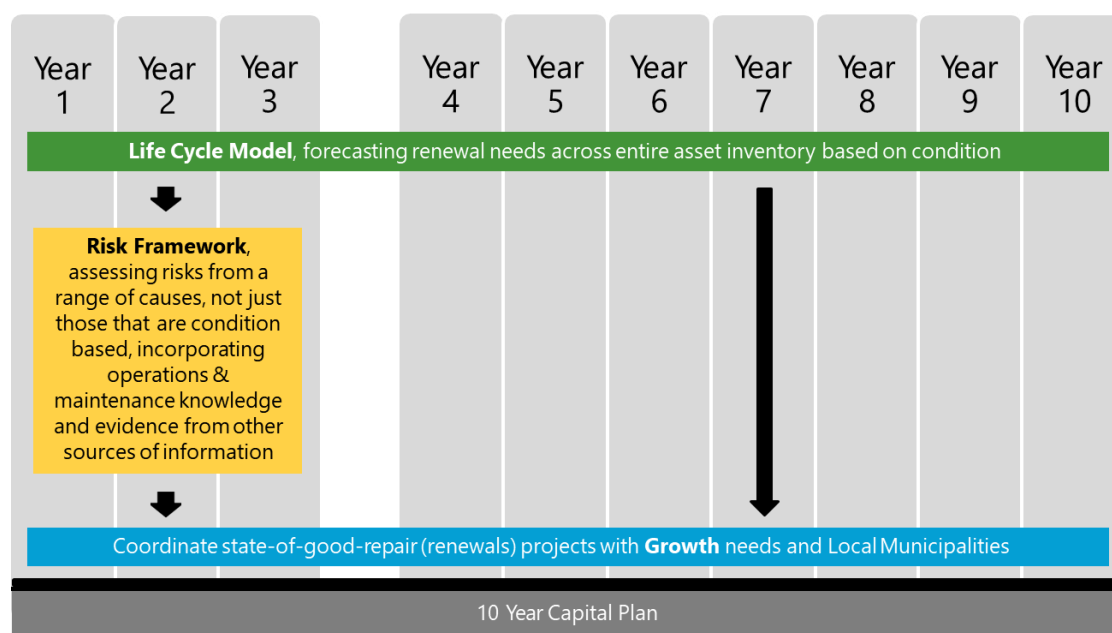 Year 1
Year 2
Year 3
Year 4
Year 5
Year 6
Year 7
Year 8
Year 9
Year 10
Life Cycle Model, forecasting renewal needs across entire asset inventory based on condition
Risk Framework,
assessing risks from a
range of causes, not just
those that are condition
based, incorporating
operations &
maintenance knowledge
and evidence from other
sources of information
Coordinate state-of-good-repair (renewals) projects with Growth needs and Local Municipalities
10 Year Capital Plan